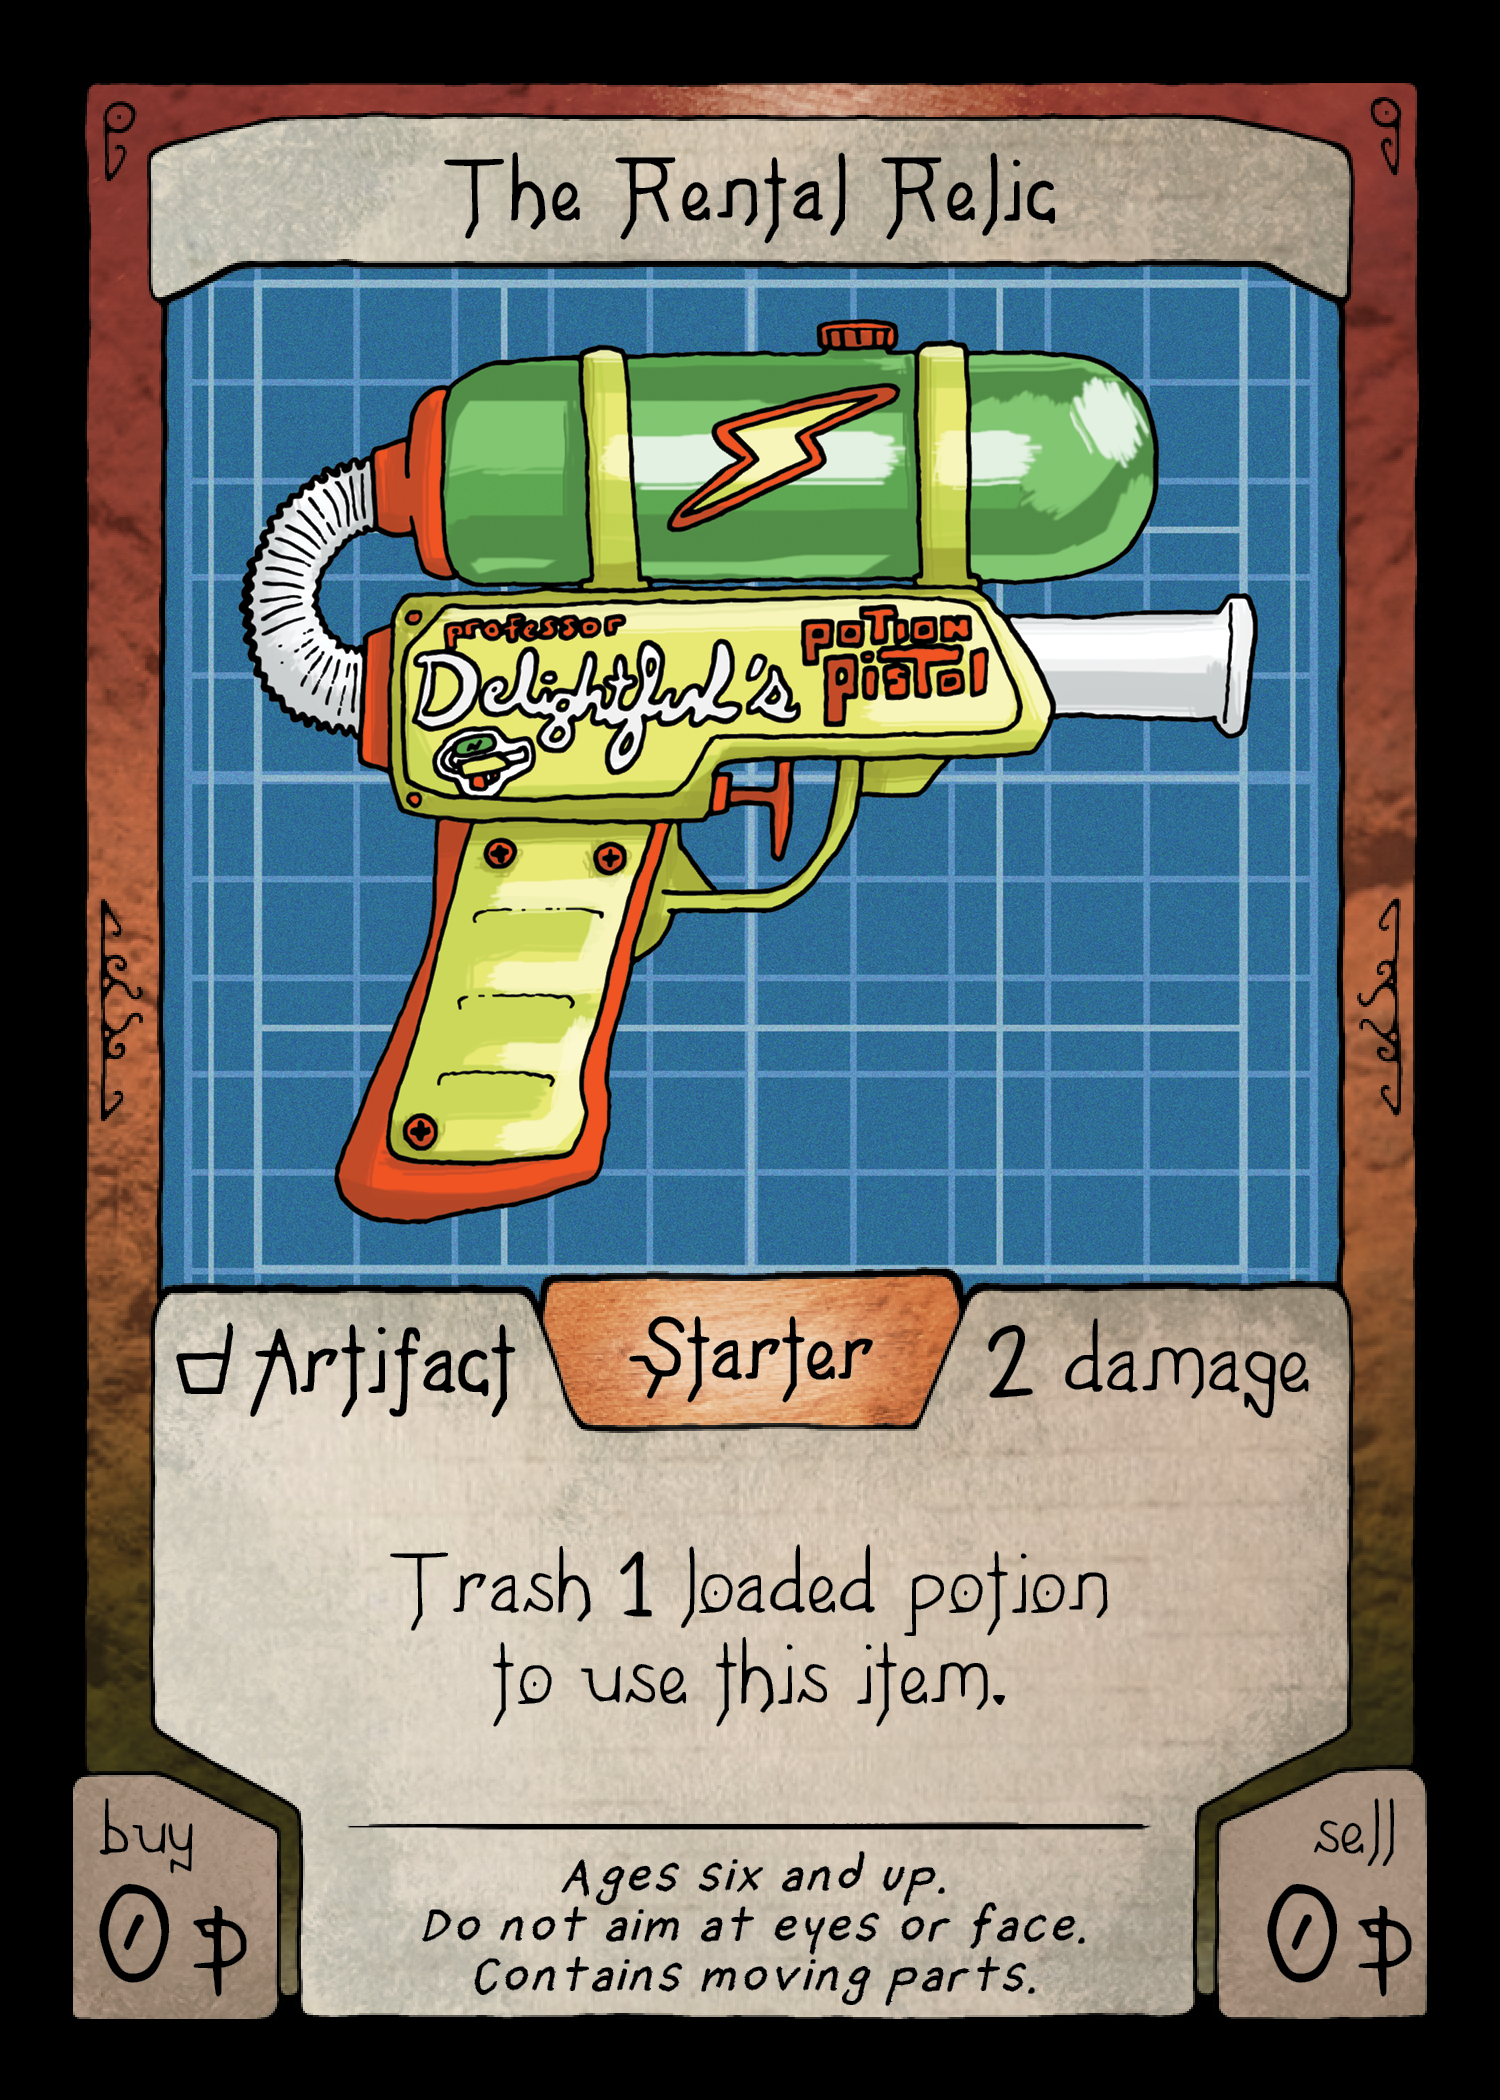 The Rental Relic
professor
Delightful's
Potion
Pistol
Artifact
Starter
2 damage
Trash 1 loaded potion
to use this item.
buy
0
sell
0
Ages six and up.
Do not aim at eyes or face.
Contains moving parts.